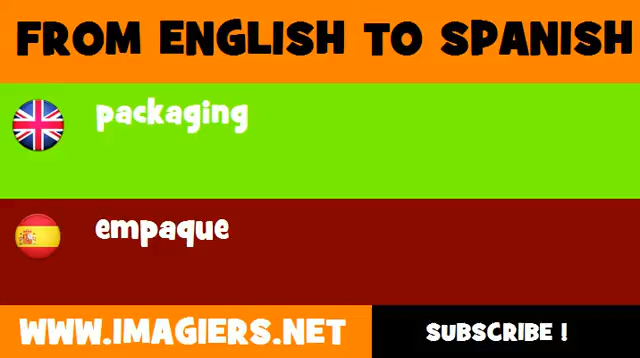 FROM ENGLISH TO SPANISH
packaging
empaque
WWW.IMAGIERS.NET
SUBSCRIBE !